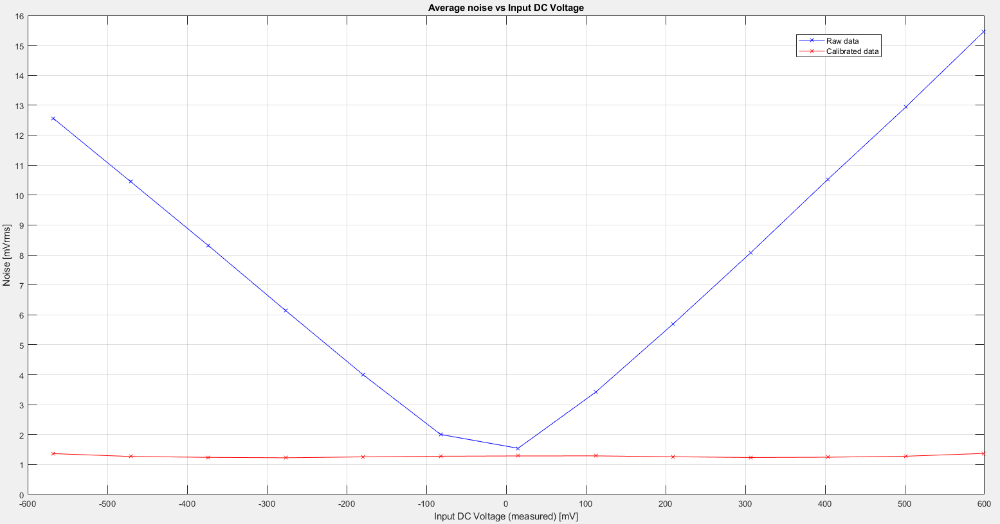 Average noise vs Input DC Voltage
16
15
14
13
12
11
10
9
8
7
6
5
4
3
2
1
0
Noise [mVrms]
Raw data
Calibrated data
-600 -500 -400 -300 -200 -100 0 100 200 300 400 500 600
Input DC Voltage (measured) [mV]